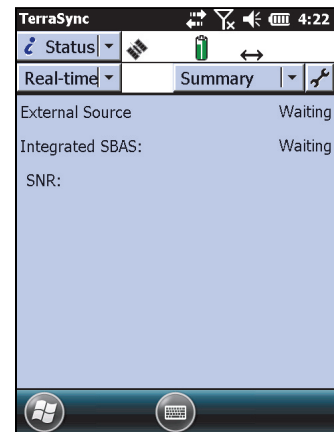 TerraSync 4:22
i Status
Real-time Summary
External Source Waiting
Integrated SBAS: Waiting
SNR: